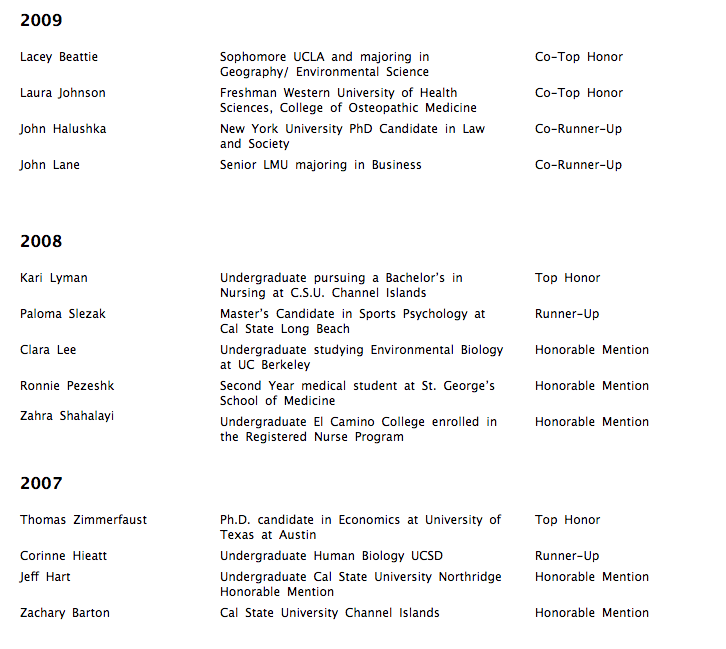 2009
Lacey Beattie Sophomore UCLA and majoring in Co-Top Honor
Geography/ Environmental Science
Laura Johnson Freshman Western University of Health Co-Top Honor
Sciences, College of Osteopathic Medicine
John Halushka New York University PhD Candidate in Law Co-Runner-Up
and Society
John Lane Senior LMU majoring in Business Co-Runner-Up
2008
Kari Lyman Undergraduate pursuing a Bachelor's in Top Honor
Nursing at C.S.U. Channel Islands
Paloma Slezak Master's Candidate in Sports Psychology at Runner-Up
Cal State Long Beach
Clara Lee Undergraduate studying Environmental Biology Honorable Mention
at UC Berkeley
Ronnie Pezeshk Second Year medical student at St. George's Honorable Mention
School of Medicine
Zahra Shahalayi Undergraduate El Camino College enrolled in Honorable Mention
the Registered Nurse Program
2007
Thomas Zimmerfaust Ph.D. candidate in Economics at University of Top Honor
Texas at Austin
Corinne Hieatt Undergraduate Human Biology UCSD Runner-Up
Jeff Hart Undergraduate Cal State University Northridge Honorable Mention
Honorable Mention
Zachary Barton Cal State University Channel Islands Honorable Mention